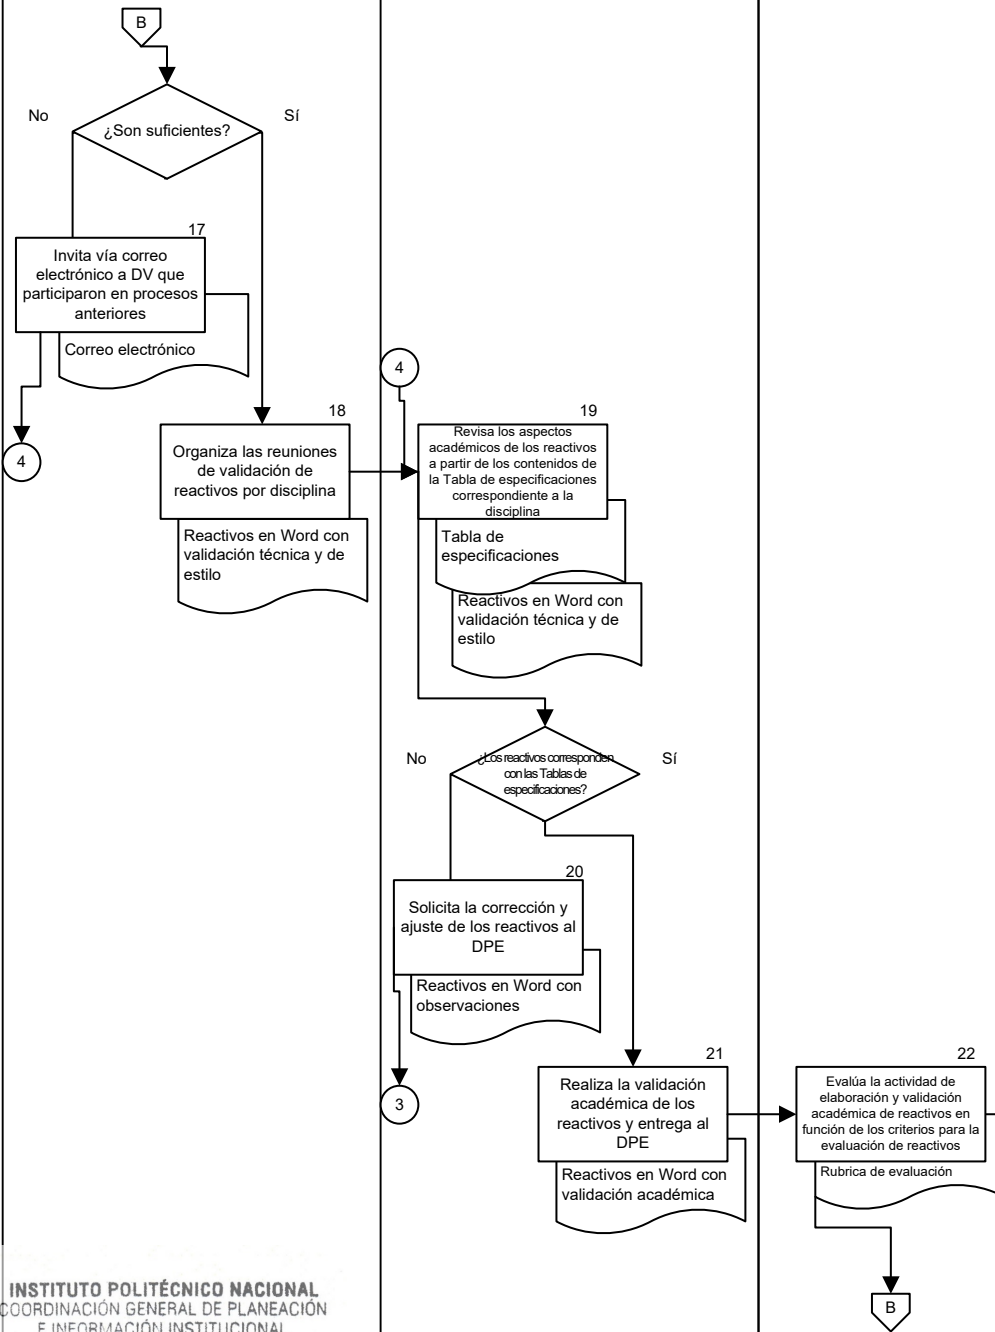 B
No
¿Son suficientes?
Sí
17
Invita vía correo
electrónico a DV que
participaron en procesos
anteriores
Correo electrónico
4
18
Organiza las reuniones
de validación de
reactivos por disciplina
Reactivos en Word con
validación técnica y de
estilo
4
19
Revisa los aspectos
académicos de los reactivos
a partir de los contenidos de
la Tabla de especificaciones
correspondiente a la
disciplina
Tabla de
especificaciones
Reactivos en Word con
validación técnica y de
estilo
No
¿Los reactivos corresponden
con las Tablas de
especificaciones?
Sí
20
Solicita la corrección y
ajuste de los reactivos al
DPE
Reactivos en Word con
observaciones
3
21
Realiza la validación
académica de los
reactivos y entrega al
DPE
Reactivos en Word con
validación académica
22
Evalúa la actividad de
elaboración y validación
académica de reactivos en
función de los criterios para la
evaluación de reactivos
Rubrica de evaluación
B
INSTITUTO POLITÉCNICO NACIONAL
COORDINACIÓN GENERAL DE PLANEACIÓN
E INFORMACIÓN INSTITUCIONAL